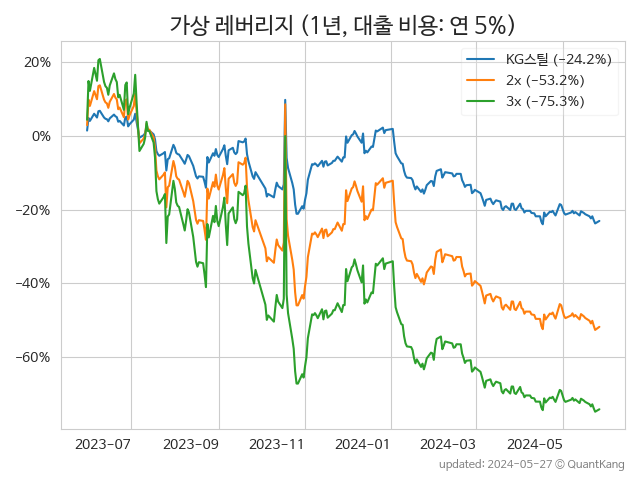 가상 레버리지 (1년, 대출 비용: 연 5%)
KG스틸 (−24.2%)
2x (−53.2%)
3x (−75.3%)
20%
0%
−20%
−40%
−60%
2023-07 2023-09 2023-11 2024-01 2024-03 2024-05
updated: 2024-05-27 © QuantKang